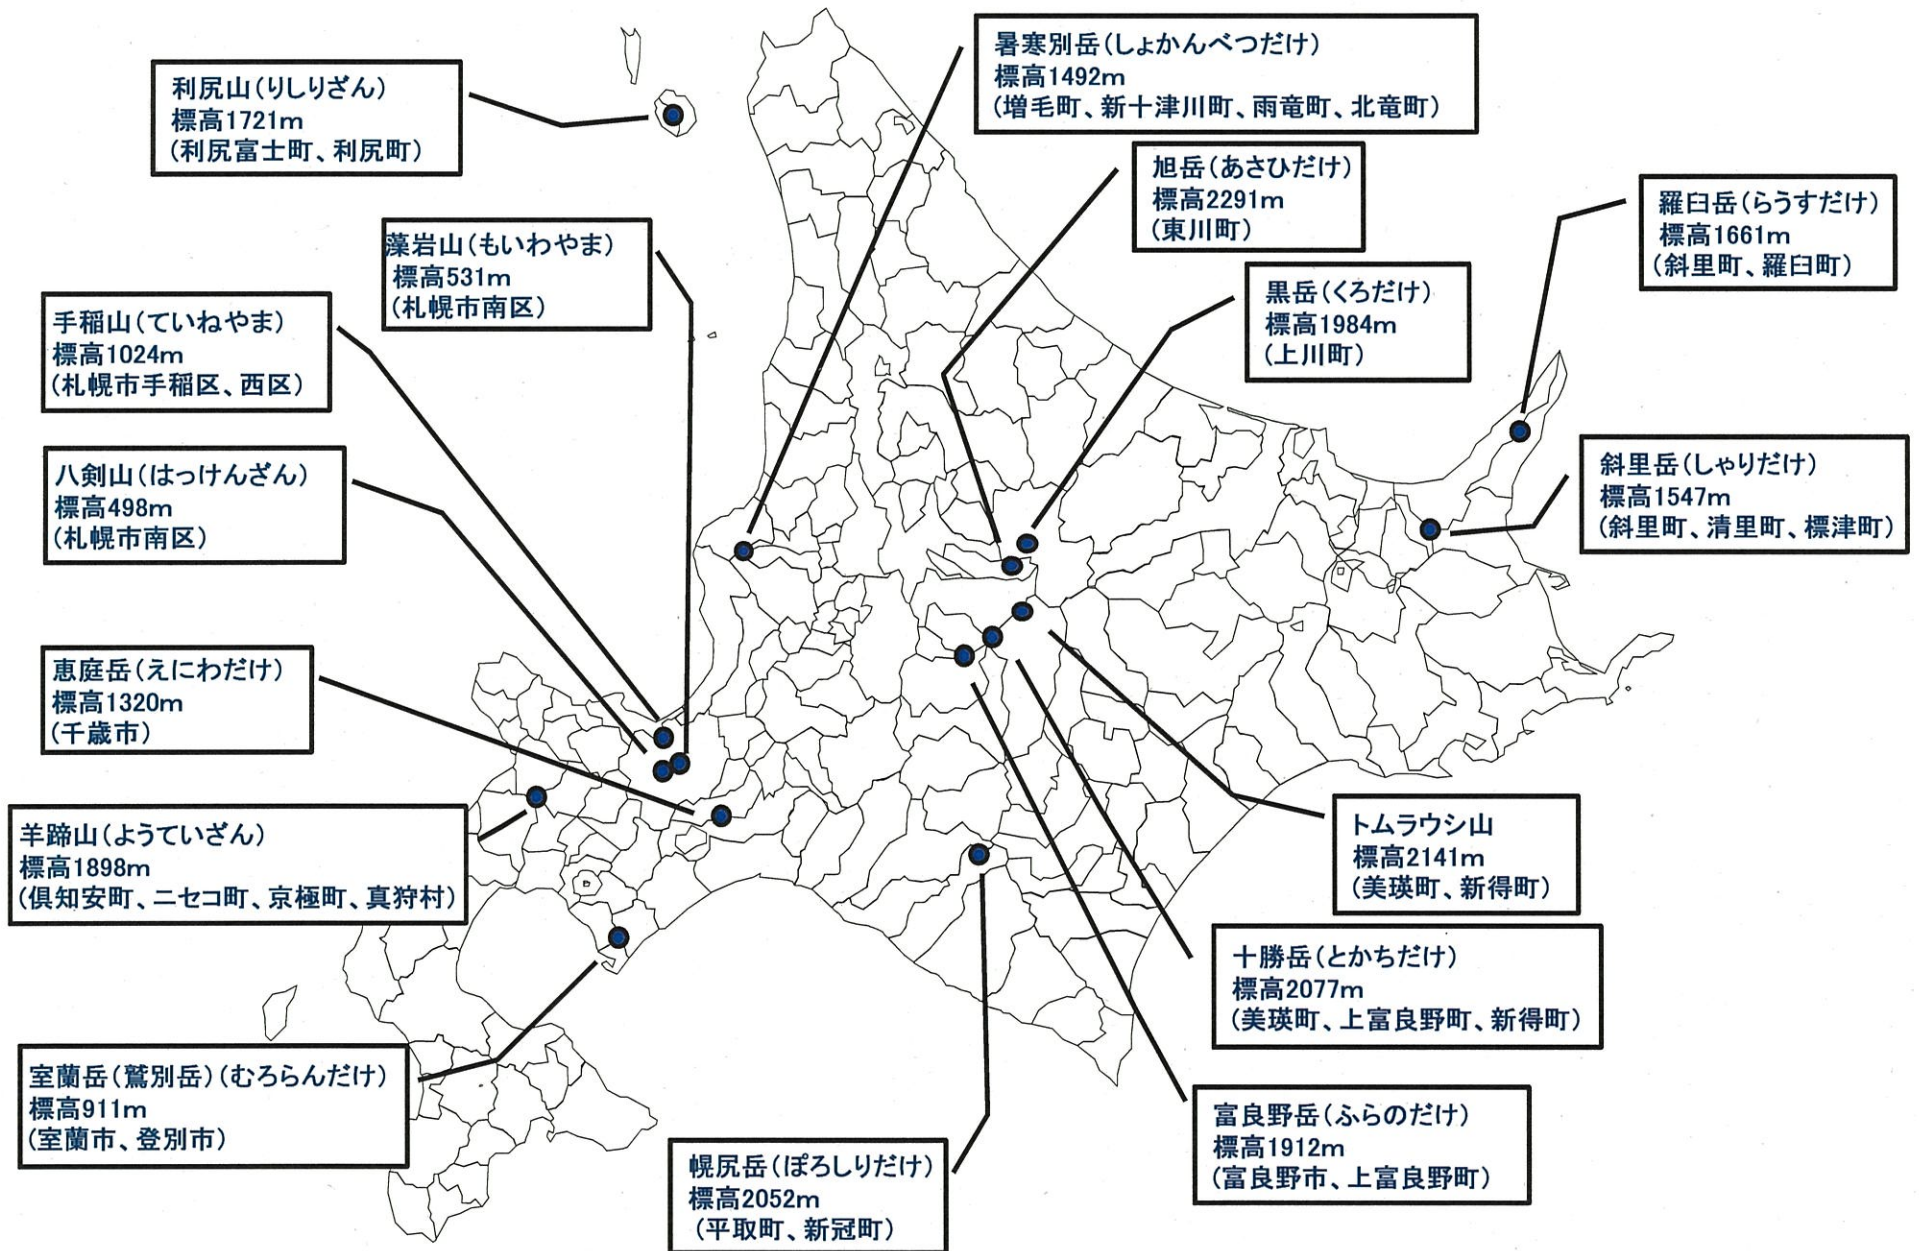 利尻山(りしりざん)
標高1721m
(利尻富士町、利尻町)
暑寒別岳(しょかんべつだけ)
標高1492m
(増毛町、新十津川町、雨竜町、北竜町)
旭岳(あさひだけ)
標高2291m
(東川町)
羅臼岳(らうすだけ)
標高1661m
(斜里町、羅臼町)
藻岩山(もいわやま)
標高531m
(札幌市南区)
黒岳(くろだけ)
標高1984m
(上川町)
手稲山(ていねやま)
標高1024m
(札幌市手稲区、西区)
八剣山(はっけんざん)
標高498m
(札幌市南区)
斜里岳(しゃりだけ)
標高1547m
(斜里町、清里町、標津町)
恵庭岳(えにわだけ)
標高1320m
(千歳市)
羊蹄山(ようていざん)
標高1898m
(倶知安町、ニセコ町、京極町、真狩村)
トムラウシ山
標高2141m
(美瑛町、新得町)
十勝岳(とかちだけ)
標高2077m
(美瑛町、上富良野町、新得町)
室蘭岳(鷲別岳)(むろらんだけ)
標高911m
(室蘭市、登別市)
富良野岳(ふらのだけ)
標高1912m
(富良野市、上富良野町)
幌尻岳(ぽろしりだけ)
標高2052m
(平取町、新冠町)